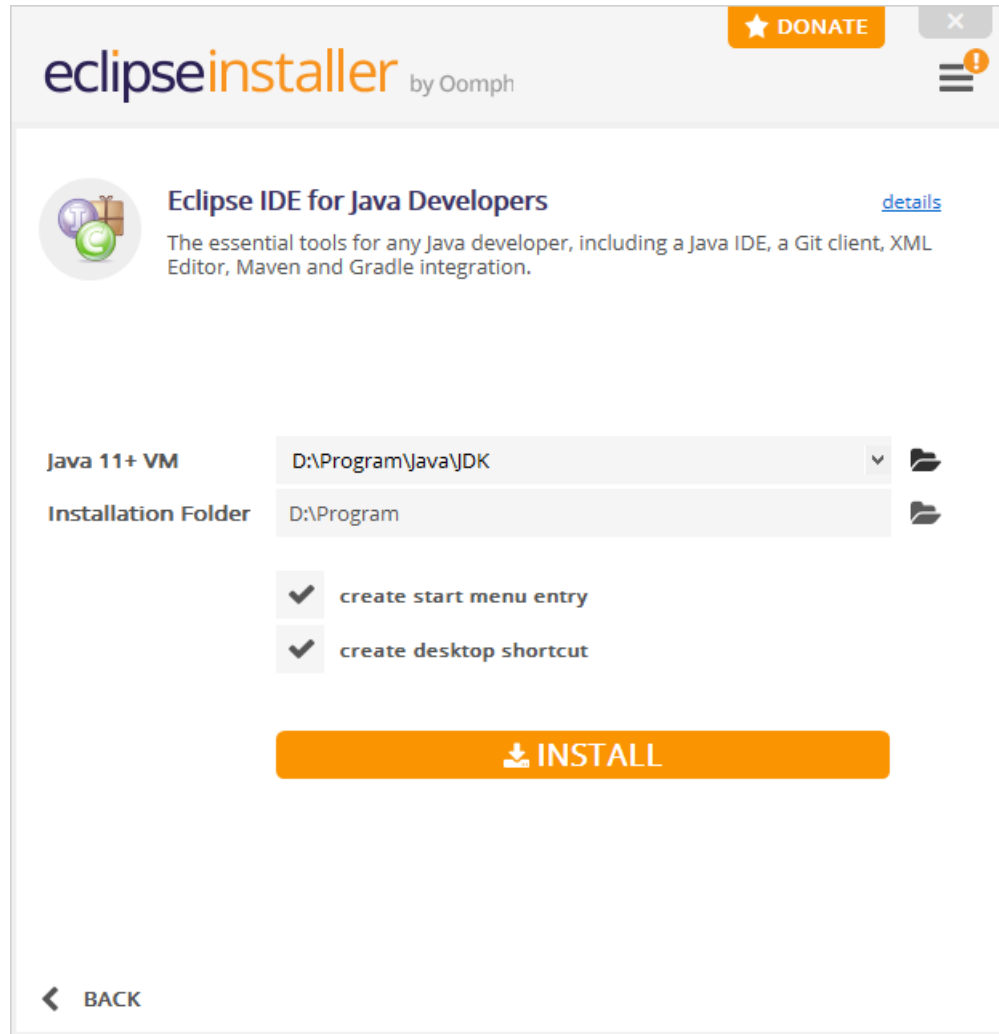 DONATE
eclipseinstaller by Oomph
Eclipse IDE for Java Developers
details
The essential tools for any Java developer, including a Java IDE, a Git client, XML
Editor, Maven and Gradle integration.
Java 11+ VM
D:\Program\Java\JDK
Installation Folder
D:\Program
create start menu entry
create desktop shortcut
INSTALL
BACK